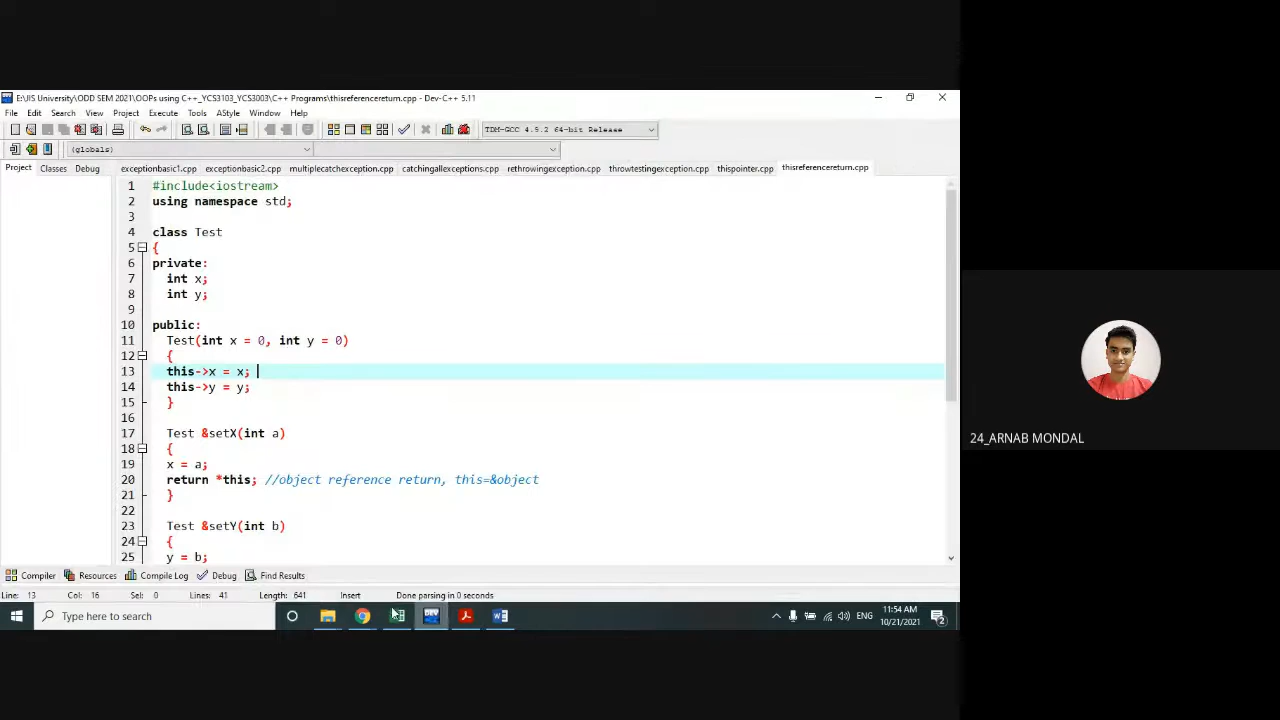 E:\JIS University\ODD SEM 2021\OOPs using C++_YCS3103_YCS3003\C++ Programs\thisreferencereturn.cpp - Dev-C++ 5.11
File Edit Search View Project Execute Tools AStyle Window Help
TDM-GCC 4.9.2 64-bit Release
(globals)
Project Classes Debug exceptionbasic1.cpp exceptionbasic2.cpp multiplecatchexception.cpp catchingallexceptions.cpp rethrowingexception.cpp throwtestingexception.cpp thispointer.cpp thisreferencereturn.cpp
1 #include<iostream>
2 using namespace std;
3
4 class Test
5 {
6 private:
7 int x;
8 int y;
9
10 public:
11 Test(int x = 0, int y = 0)
12 {
13 this->x = x;
14 this->y = y;
15 }
16
17 Test &setX(int a)
18 {
19 x = a;
20 return *this; //object reference return, this=&object
21 }
22
23 Test &setY(int b)
24 {
25 y = b;
24_ARNAB MONDAL
Compiler Resources Compile Log Debug Find Results
Line: 13 Col: 16 Sel: 0 Lines: 41 Length: 641 Insert Done parsing in 0 seconds
Type here to search
DEV
ENG
11:54 AM
10/21/2021
2